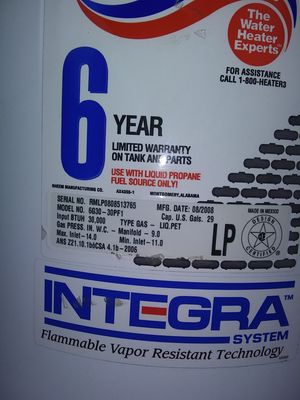 The
Water
Heater
Experts™
FOR ASSISTANCE
CALL 1-800-HEATER3
6 YEAR
LIMITED WARRANTY
ON TANK AND PARTS
USE WITH LIQUID PROPANE
FUEL SOURCE ONLY!
RHEEM MANUFACTURING CO. MONTGOMERY, ALABAMA
SERIAL NO. RMLP0808513765 MFG. DATE 08/2008
MODEL NO. 6G30-30PF1 Cap. U.S. Gals. 29
Input BTUH 30,000 TYPE GAS - LIQ.PET
Gas PRESS. IN. W.C.- Manifold - 9.0
Max. Inlet-14.0 Min. Inlet-11.0
ANS Z21.10.1b&CSA 4.1b-2006
LP
MADE IN MEXICO
DESIGN
CERTIFIED
INTEGRA™
SYSTEM
Flammable Vapor Resistant Technology